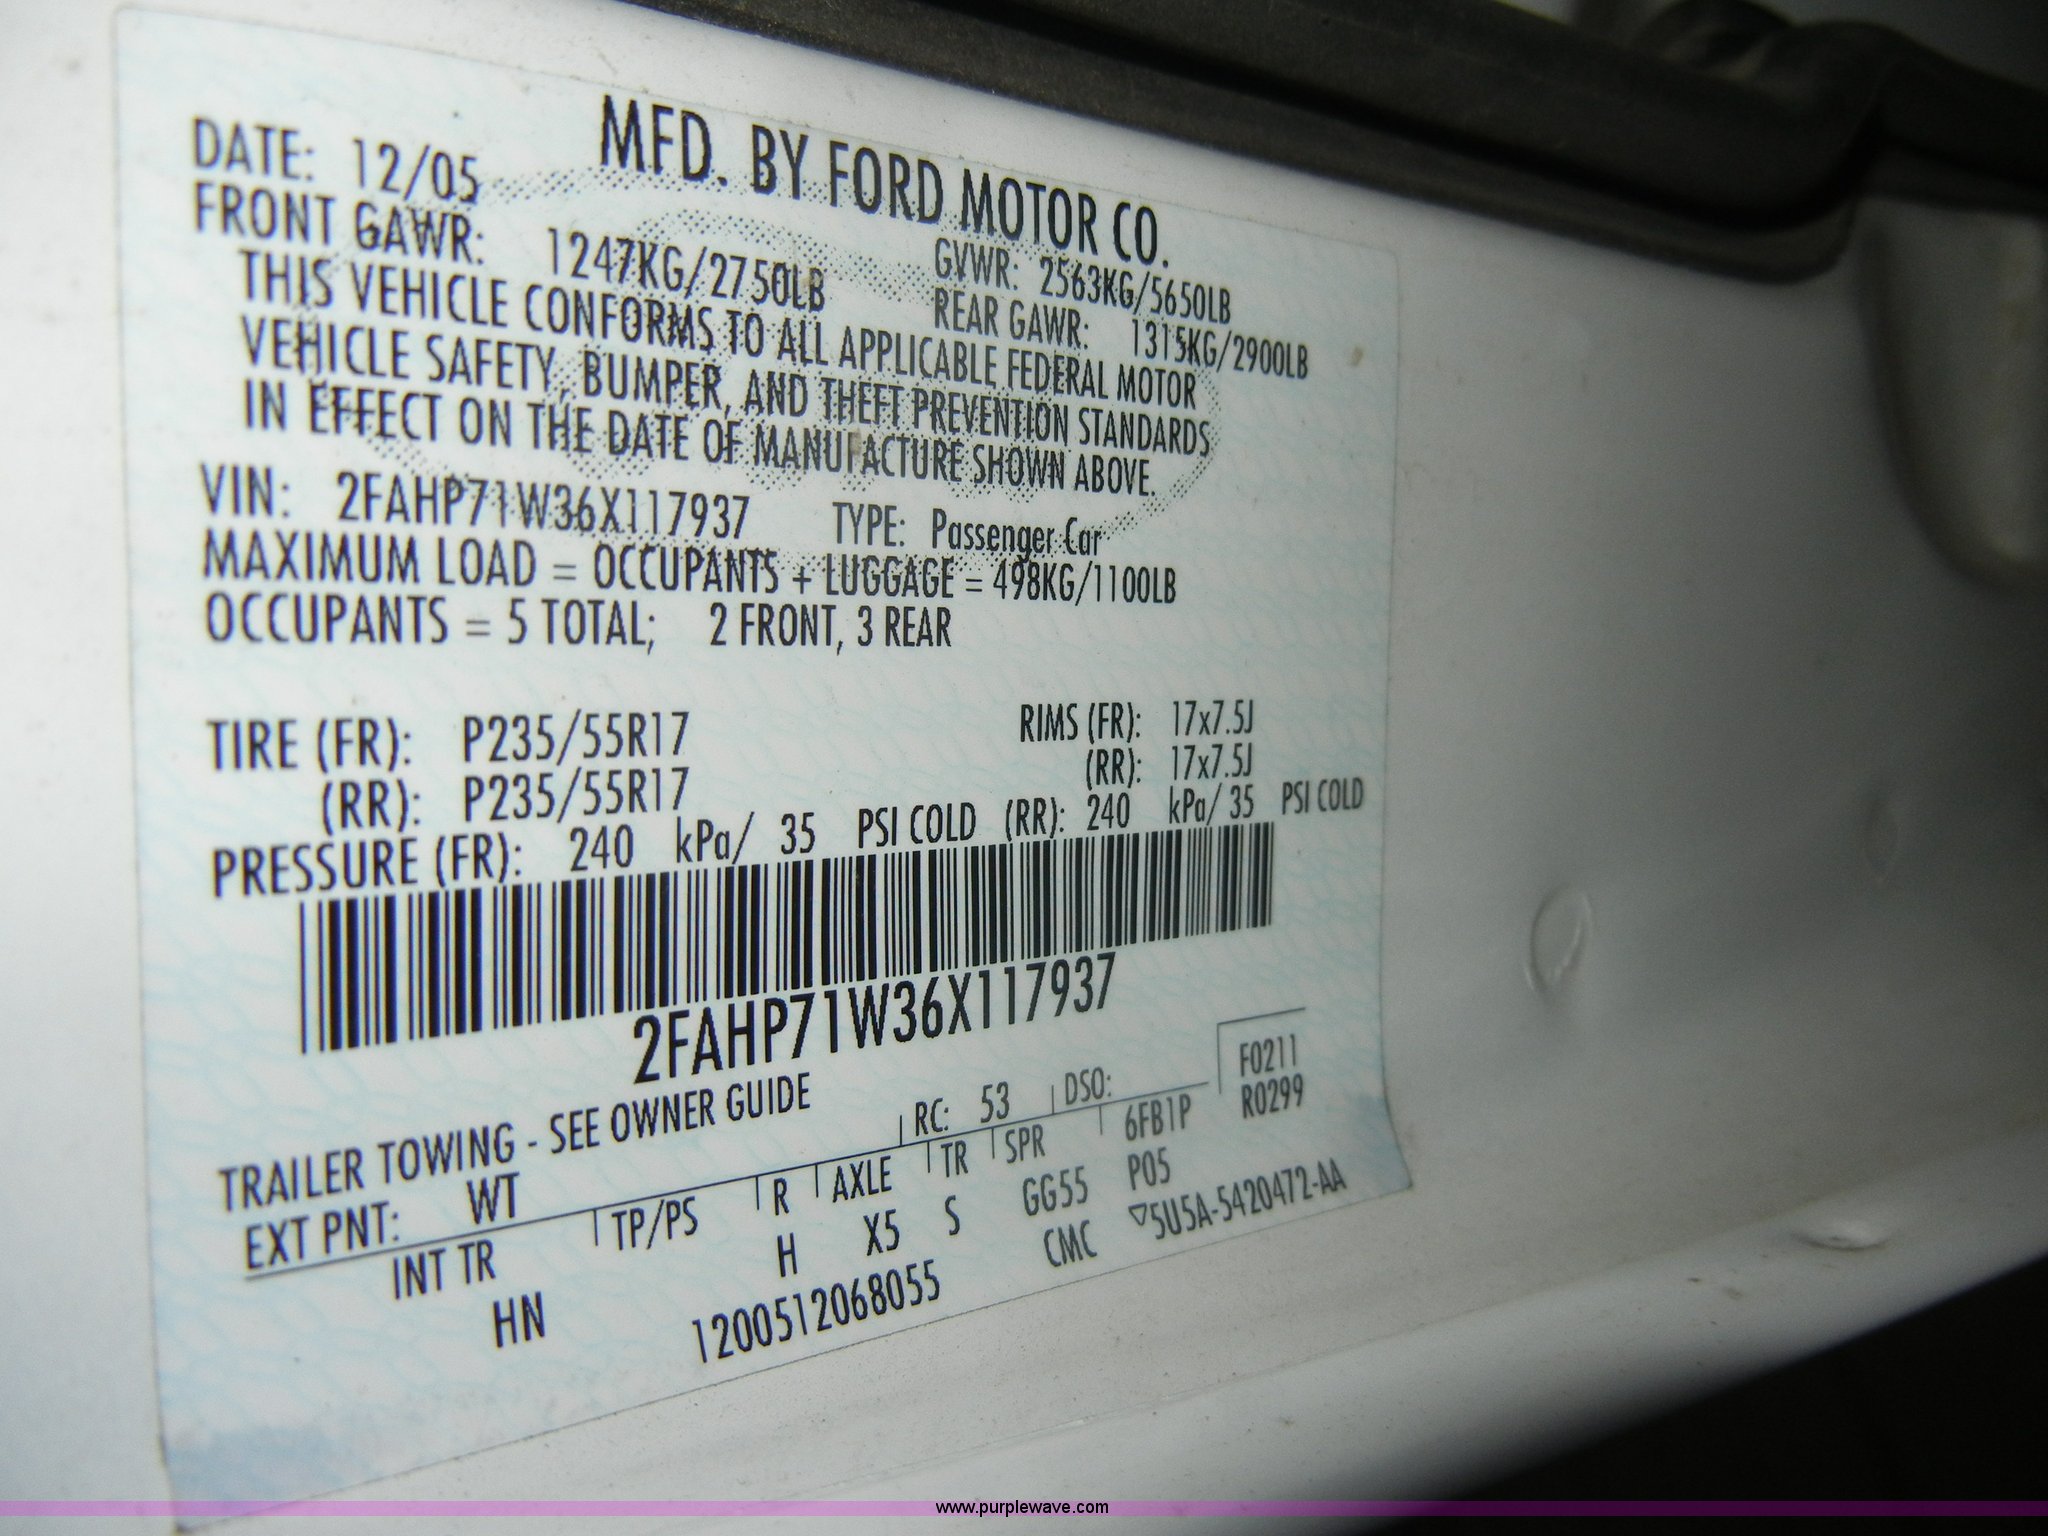 MFD. BY FORD MOTOR CO.
DATE: 12/05 GVWR: 2563KG/5650LB
FRONT GAWR: 1247KG/2750LB REAR GAWR: 1315KG/2900LB
THIS VEHICLE CONFORMS TO ALL APPLICABLE FEDERAL MOTOR
VEHICLE SAFETY, BUMPER, AND THEFT PREVENTION STANDARDS
IN EFFECT ON THE DATE OF MANUFACTURE SHOWN ABOVE.
VIN: 2FAHP71W36X117937 TYPE: Passenger Car
MAXIMUM LOAD = OCCUPANTS + LUGGAGE = 498KG/1100LB
OCCUPANTS = 5 TOTAL; 2 FRONT, 3 REAR
TIRE (FR): P235/55R17 RIMS (FR): 17x7.5J
(RR): P235/55R17 (RR): 17x7.5J
PRESSURE (FR): 240 kPa/ 35 PSI COLD (RR): 240 kPa/ 35 PSI COLD
2FAHP71W36X117937
TRAILER TOWING - SEE OWNER GUIDE
EXT PNT: WT RC: 53 DSO: F0211
INT TR TP/PS R AXLE TR SPR 6FB1P R0299
HN H X5 S GG55 P05
1200512068055 CMC ▽5U5A-5420472-AA
www.purplewave.com